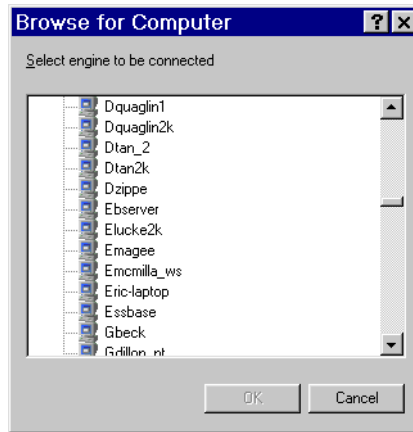 Browse for Computer
Select engine to be connected
Dquaglin1
Dquaglin2k
Dtan_2
Dtan2k
Dzippe
Ebserver
Elucke2k
Emagee
Emcmilla_ws
Eric-laptop
Essbase
Gbeck
Gdillon_nt
OK
Cancel